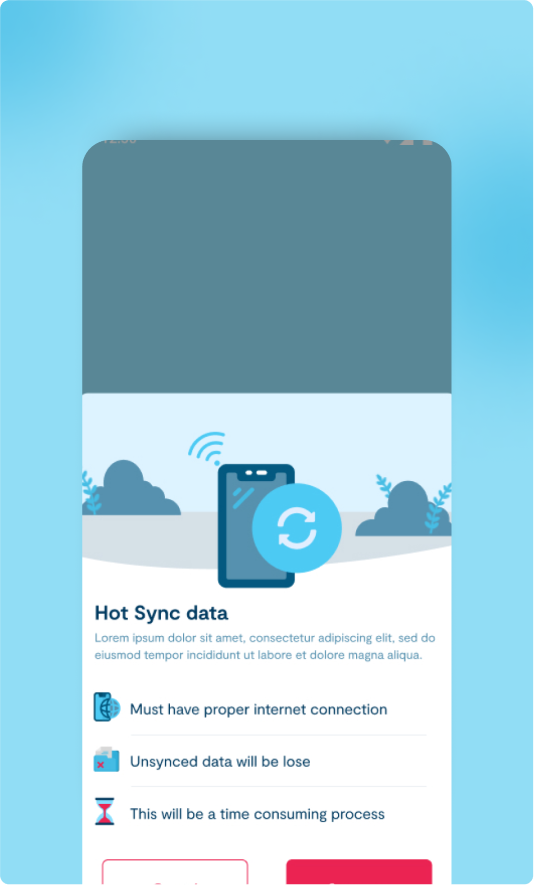 Hot Sync data
Lorem ipsum dolor sit amet, consectetur adipiscing elit, sed do
eiusmod tempor incididunt ut labore et dolore magna aliqua.
Must have proper internet connection
Unsynced data will be lose
This will be a time consuming process